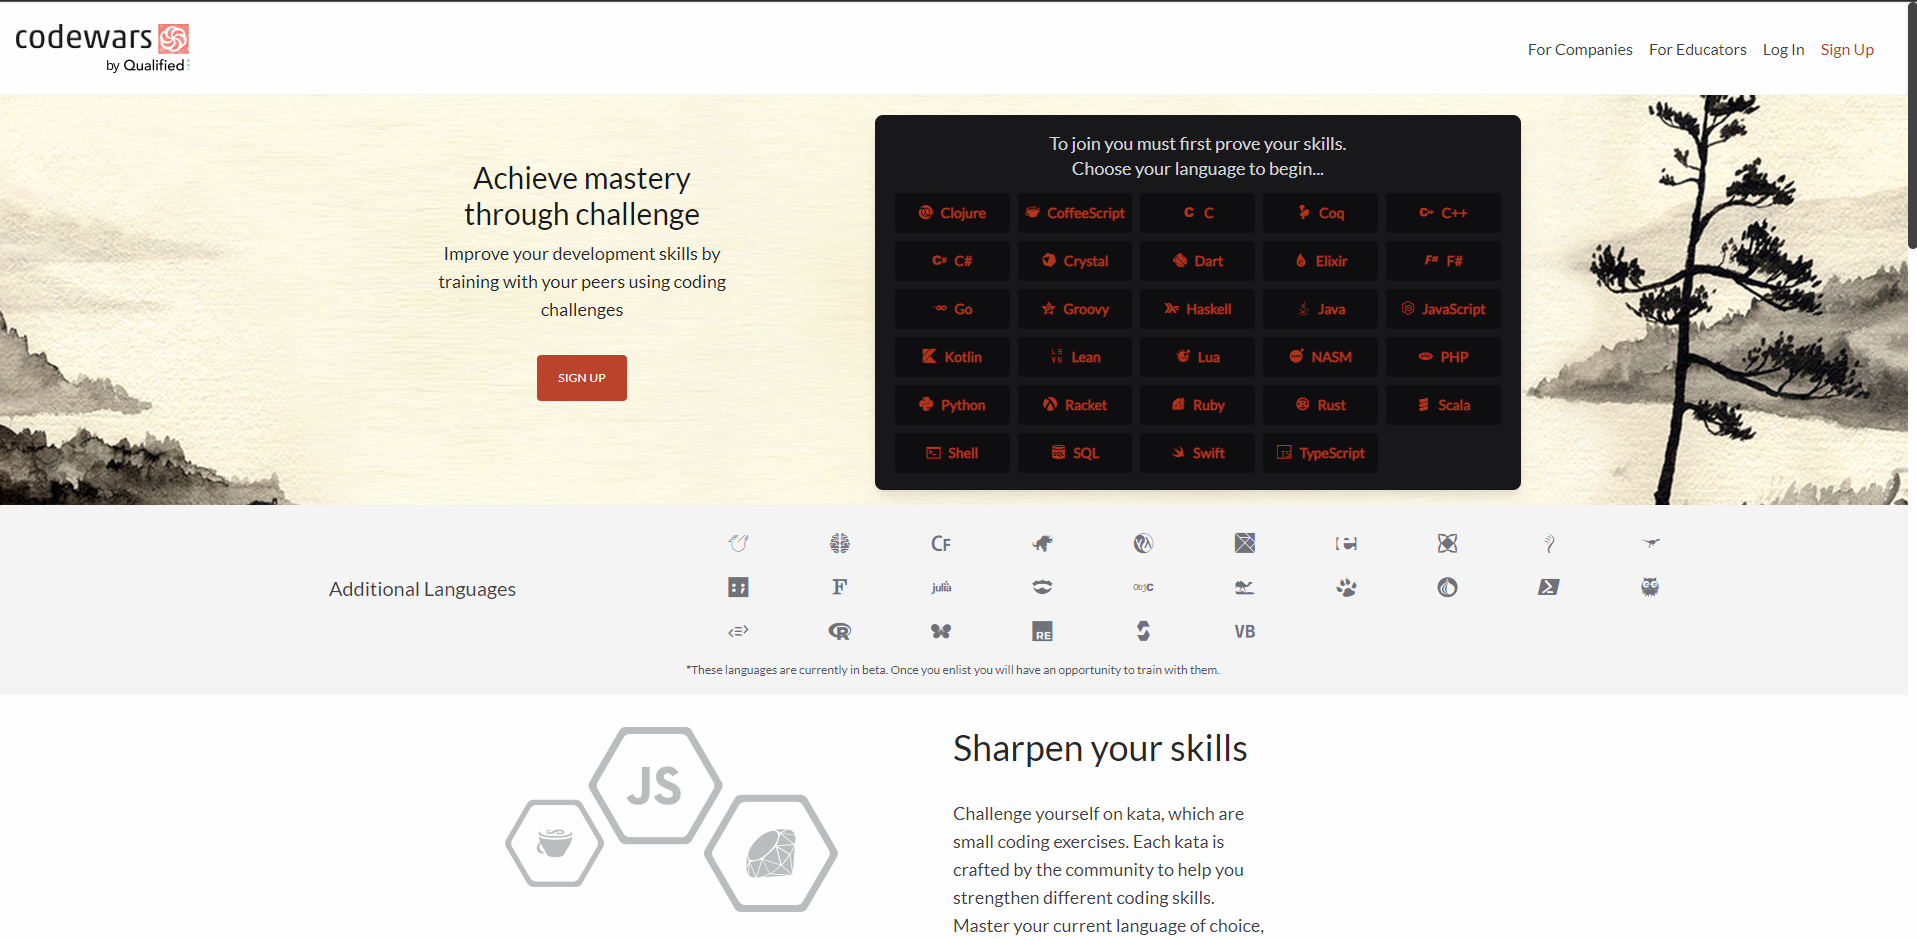 codewars
by Qualified
For Companies For Educators Log In Sign Up
Achieve mastery
through challenge
Improve your development skills by
training with your peers using coding
challenges
SIGN UP
To join you must first prove your skills.
Choose your language to begin...
Clojure CoffeeScript C C Coq C++ C++
C# C# Crystal Dart Elixir F# F#
Go Groovy Haskell Java JS JavaScript
Kotlin LEAN Lean Lua NASM PHP
Python Racket Ruby Rust Scala
Shell SQL Swift TS TypeScript
CF
Additional Languages
F julia ObjC
R RE VB
*These languages are currently in beta. Once you enlist you will have an opportunity to train with them.
JS
Sharpen your skills
Challenge yourself on kata, which are
small coding exercises. Each kata is
crafted by the community to help you
strengthen different coding skills.
Master your current language of choice,